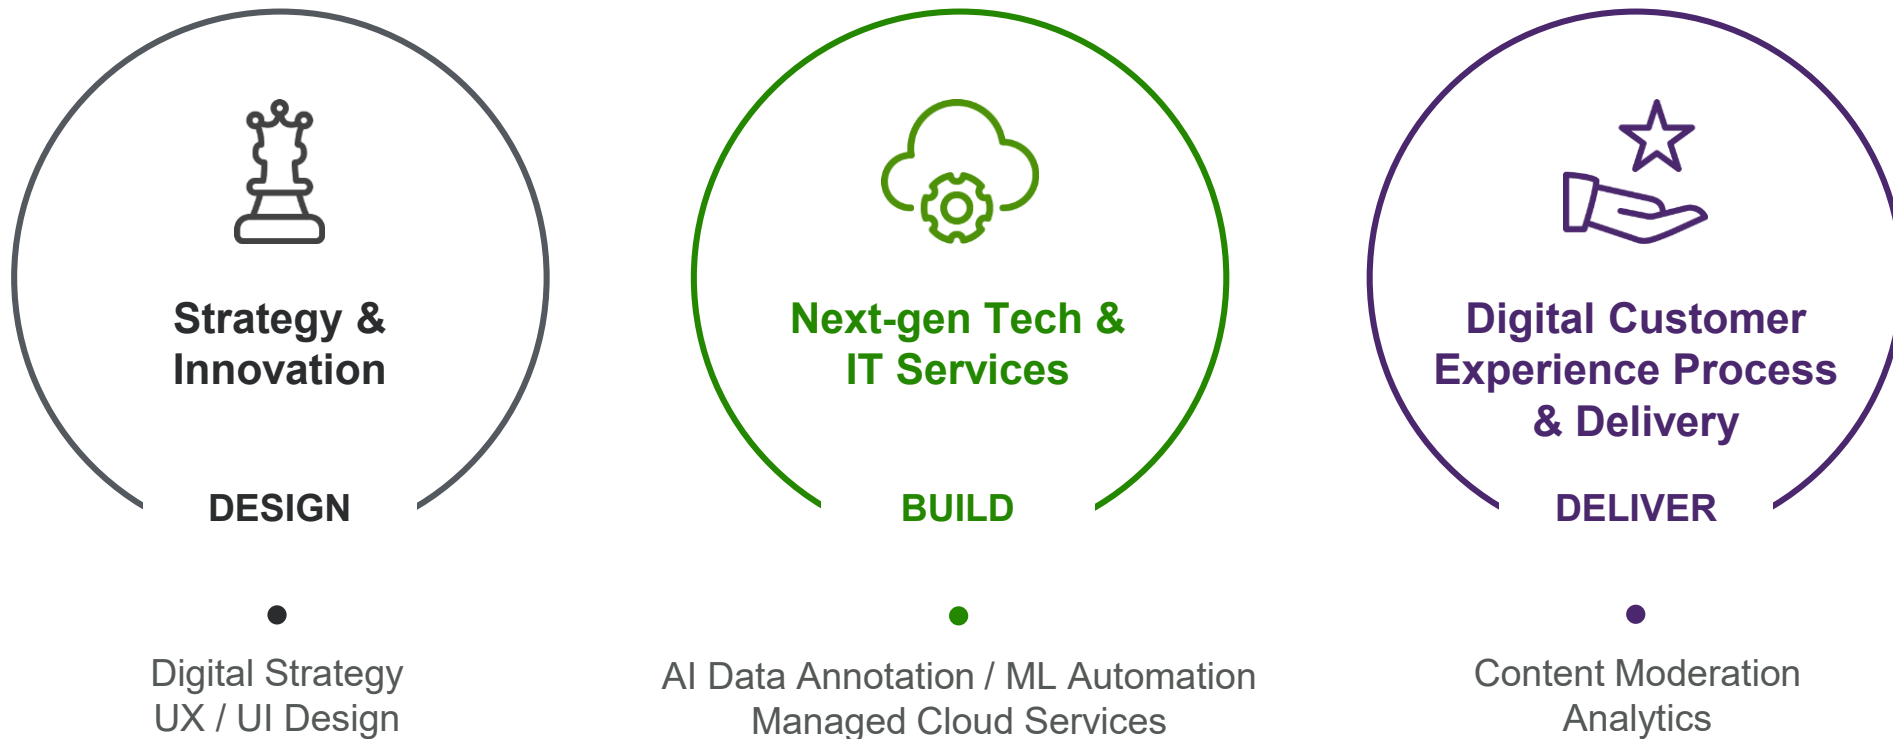 Strategy &
Innovation
DESIGN
Digital Strategy
UX / UI Design
Next-gen Tech &
IT Services
BUILD
AI Data Annotation / ML Automation
Managed Cloud Services
Digital Customer
Experience Process
& Delivery
DELIVER
Content Moderation
Analytics